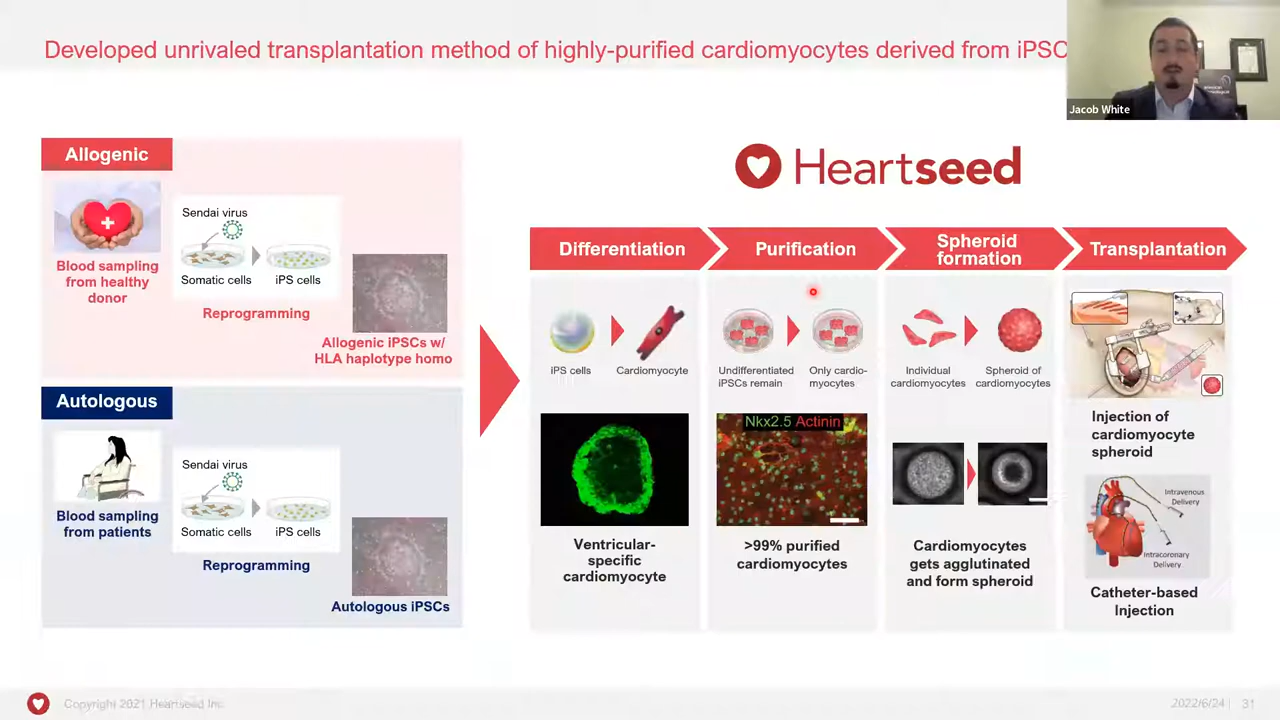 Developed unrivaled transplantation method of highly-purified cardiomyocytes derived from iPSC
Jacob White
Allogenic
Blood sampling
from healthy
donor
Sendai virus
Somatic cells
iPS cells
Reprogramming
Allogenic iPSCs w/
HLA haplotype homo
Autologous
Blood sampling
from patients
Sendai virus
Somatic cells
iPS cells
Reprogramming
Autologous iPSCs
Heartseed
Differentiation
iPS cells
Cardiomyocyte
Ventricular-
specific
cardiomyocyte
Purification
Undifferentiated
iPSCs remain
Only cardio-
myocytes
Nkx2.5 Actinin
>99% purified
cardiomyocytes
Spheroid
formation
Individual
cardiomyocytes
Spheroid of
cardiomyocytes
Cardiomyocytes
gets agglutinated
and form spheroid
Transplantation
Injection of
cardiomyocyte
spheroid
Intravenous
Delivery
Intracoronary
Delivery
Catheter-based
Injection
Copyright 2021 Heartseed Inc.
2022/6/24
31